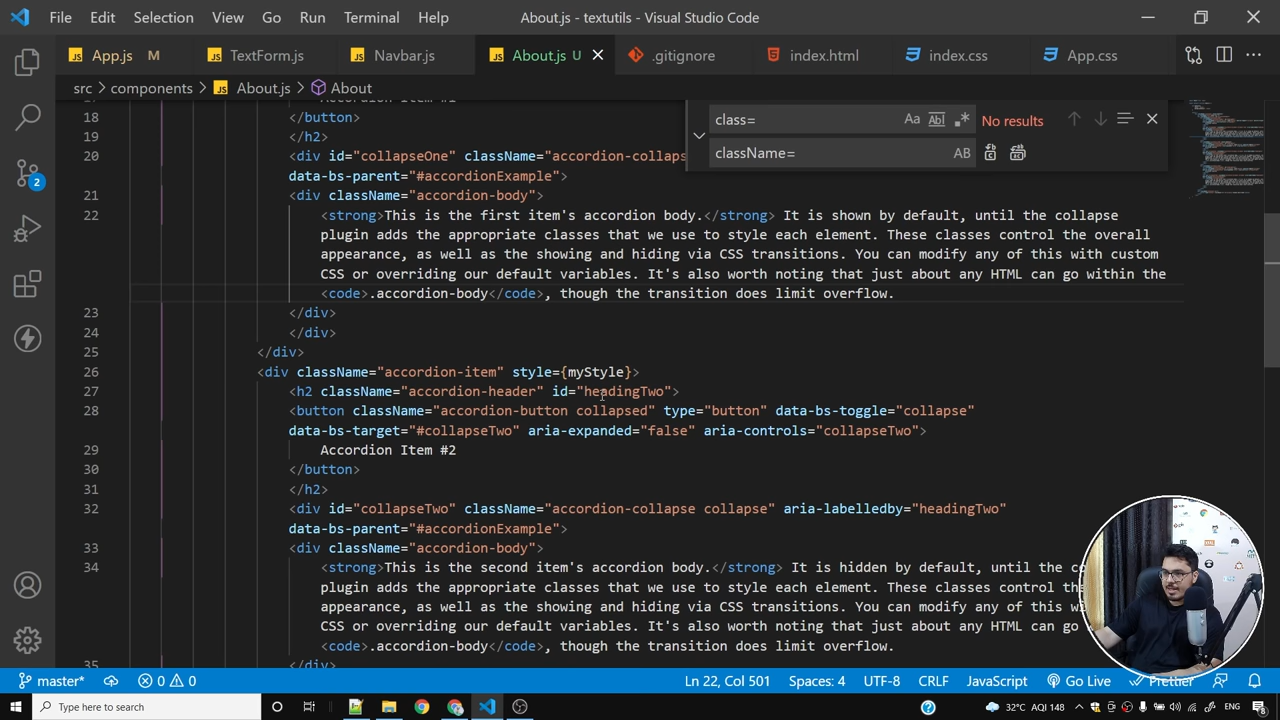 File Edit Selection View Go Run Terminal Help About.js - textutils - Visual Studio Code
App.js M TextForm.js Navbar.js About.js U .gitignore index.html index.css App.css
src > components > About.js > About
class= Aa Ab No results
className= AB
18 </button>
19 </h2>
20 <div id="collapseOne" className="accordion-collaps
data-bs-parent="#accordionExample">
21 <div className="accordion-body">
22 <strong>This is the first item's accordion body.</strong> It is shown by default, until the collapse
plugin adds the appropriate classes that we use to style each element. These classes control the overall
appearance, as well as the showing and hiding via CSS transitions. You can modify any of this with custom
CSS or overriding our default variables. It's also worth noting that just about any HTML can go within the
<code>.accordion-body</code>, though the transition does limit overflow.
23 </div>
24 </div>
25 </div>
26 <div className="accordion-item" style={myStyle}>
27 <h2 className="accordion-header" id="headingTwo">
28 <button className="accordion-button collapsed" type="button" data-bs-toggle="collapse"
data-bs-target="#collapseTwo" aria-expanded="false" aria-controls="collapseTwo">
29 Accordion Item #2
30 </button>
31 </h2>
32 <div id="collapseTwo" className="accordion-collapse collapse" aria-labelledby="headingTwo"
data-bs-parent="#accordionExample">
33 <div className="accordion-body">
34 <strong>This is the second item's accordion body.</strong> It is hidden by default, until the co
plugin adds the appropriate classes that we use to style each element. These classes control th
appearance, as well as the showing and hiding via CSS transitions. You can modify any of this wi
CSS or overriding our default variables. It's also worth noting that just about any HTML can go
<code>.accordion-body</code>, though the transition does limit overflow.
35 </div>
2
master* 0 0 Ln 22, Col 501 Spaces: 4 UTF-8 CRLF JavaScript Go Live Prettier
Type here to search 32°C AQI 148 ENG